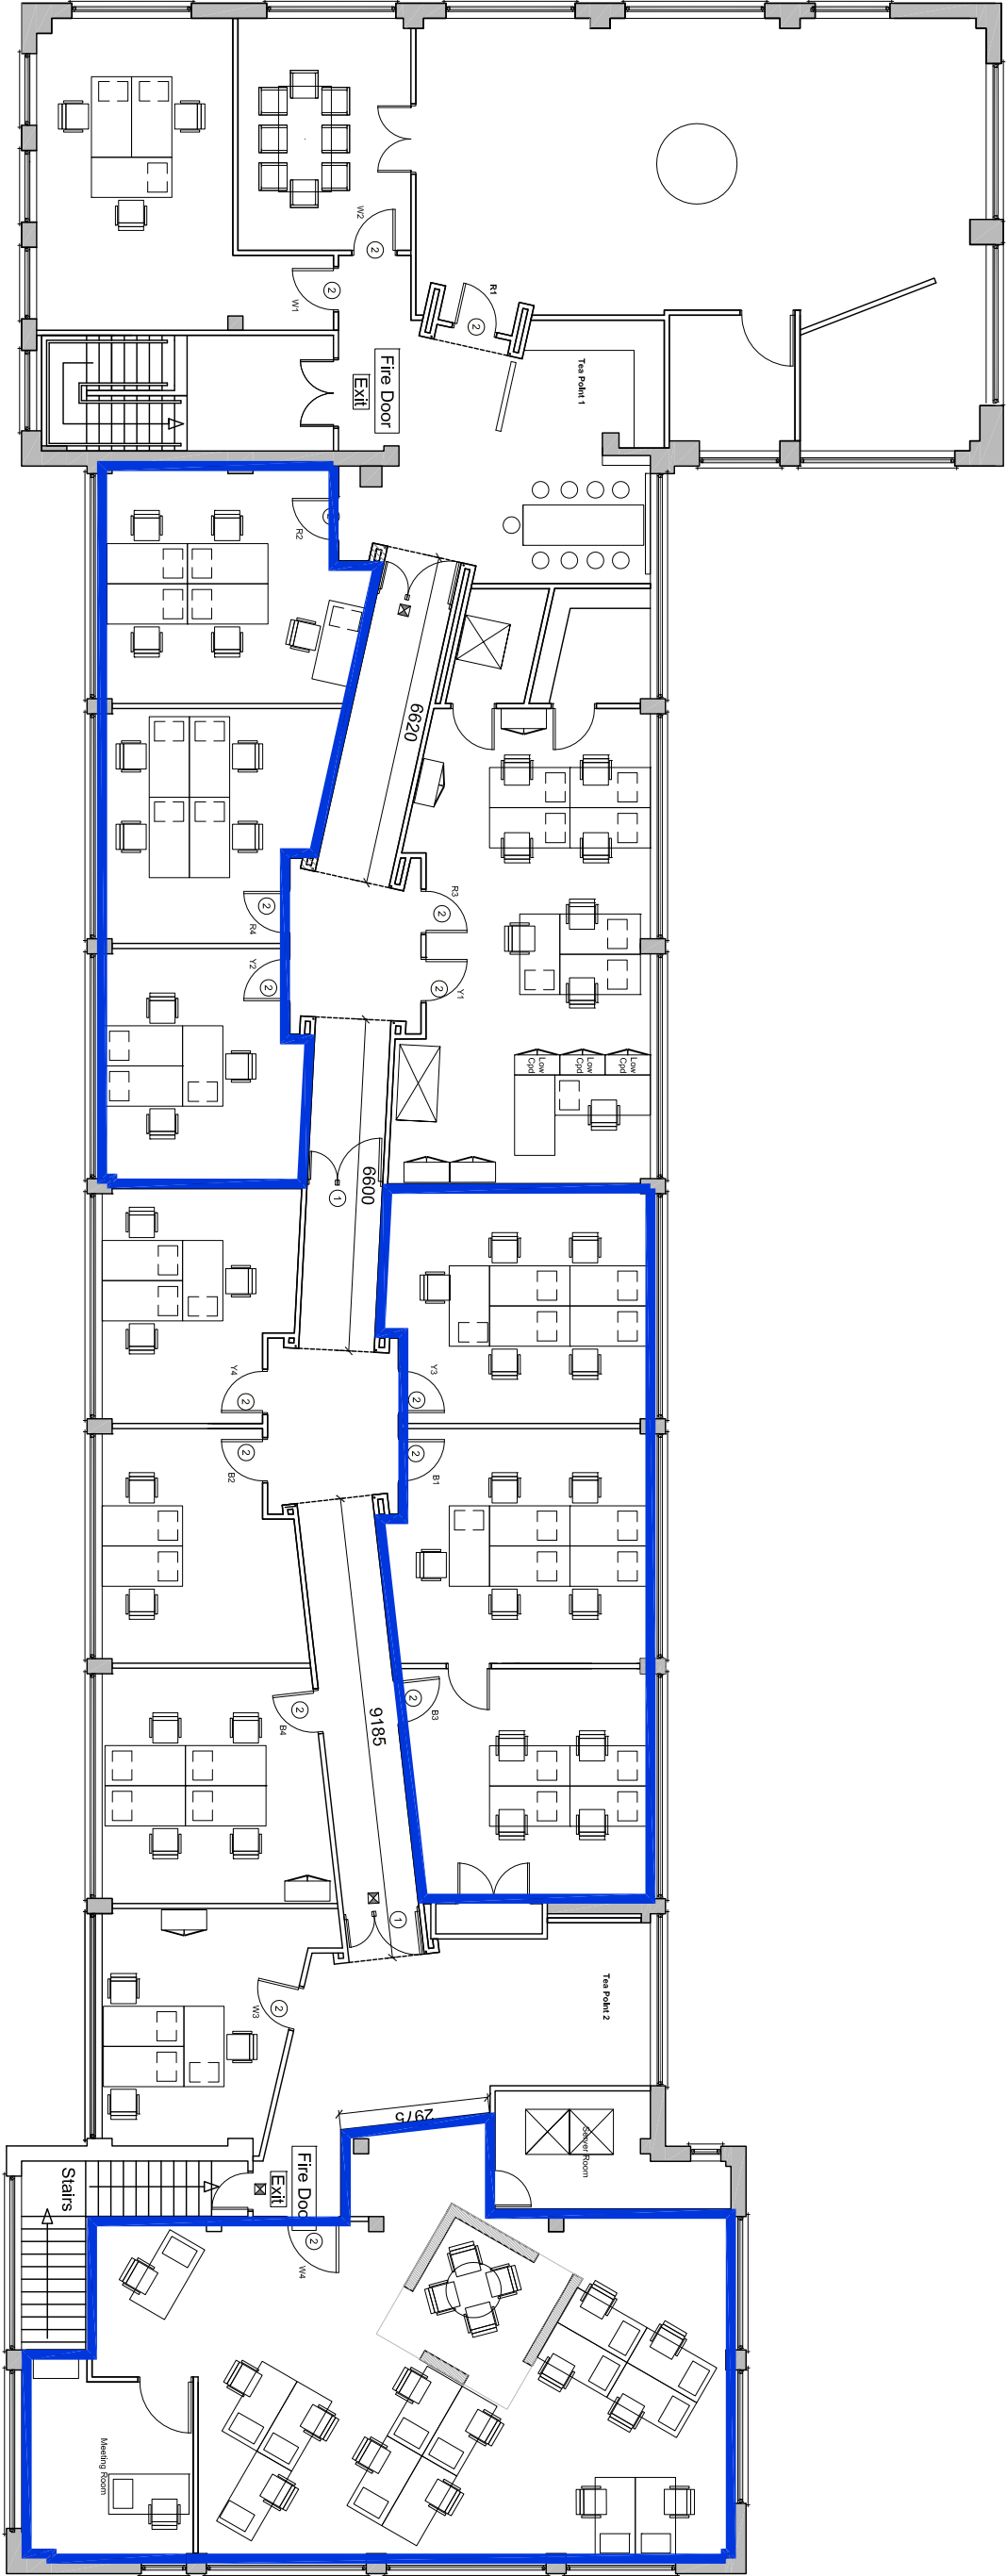 W2
2
2
W1
R1
2
Fire Door
Exit
Tea Point 1
R2
6620
R3
2
2
R4
Y2
2
2
Y1
Low
Cpd
Low
Cpd
Low
Cpd
6600
1
Y4
2
Y3
2
2
B2
2
B1
2
B4
2
B3
9185
1
Tea Point 2
2
W3
2975
Server Room
Fire Doo
Exit
Stairs
2
W4
Meeting Room